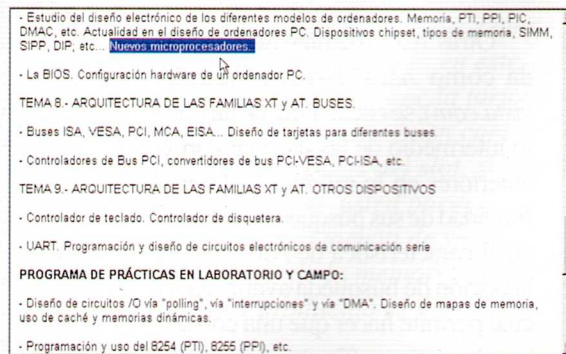 - Estudio del diseño electrónico de los diferentes modelos de ordenadores. Memoria, PTI, PPI, PIC,
DMAC, etc. Actualidad en el diseño de ordenadores PC. Dispositivos chipset, tipos de memoria, SIMM,
SIPP, DIP, etc... Nuevos microprocesadores.
- La BIOS. Configuración hardware de un ordenador PC.
TEMA 8.- ARQUITECTURA DE LAS FAMILIAS XT y AT. BUSES.
- Buses ISA, VESA, PCI, MCA, EISA... Diseño de tarjetas para diferentes buses.
- Controladores de Bus PCI, convertidores de bus PCI-VESA, PCI-ISA, etc.
TEMA 9.- ARQUITECTURA DE LAS FAMILIAS XT y AT. OTROS DISPOSITIVOS
- Controlador de teclado. Controlador de disquetera.
- UART. Programación y diseño de circuitos electrónicos de comunicación serie
PROGRAMA DE PRÁCTICAS EN LABORATORIO Y CAMPO:
- Diseño de circuitos /O vía "polling", vía "interrupciones" y vía "DMA". Diseño de mapas de memoria,
uso de caché y memorias dinámicas.
- Programación y uso del 8254 (PTI), 8255 (PPI), etc.